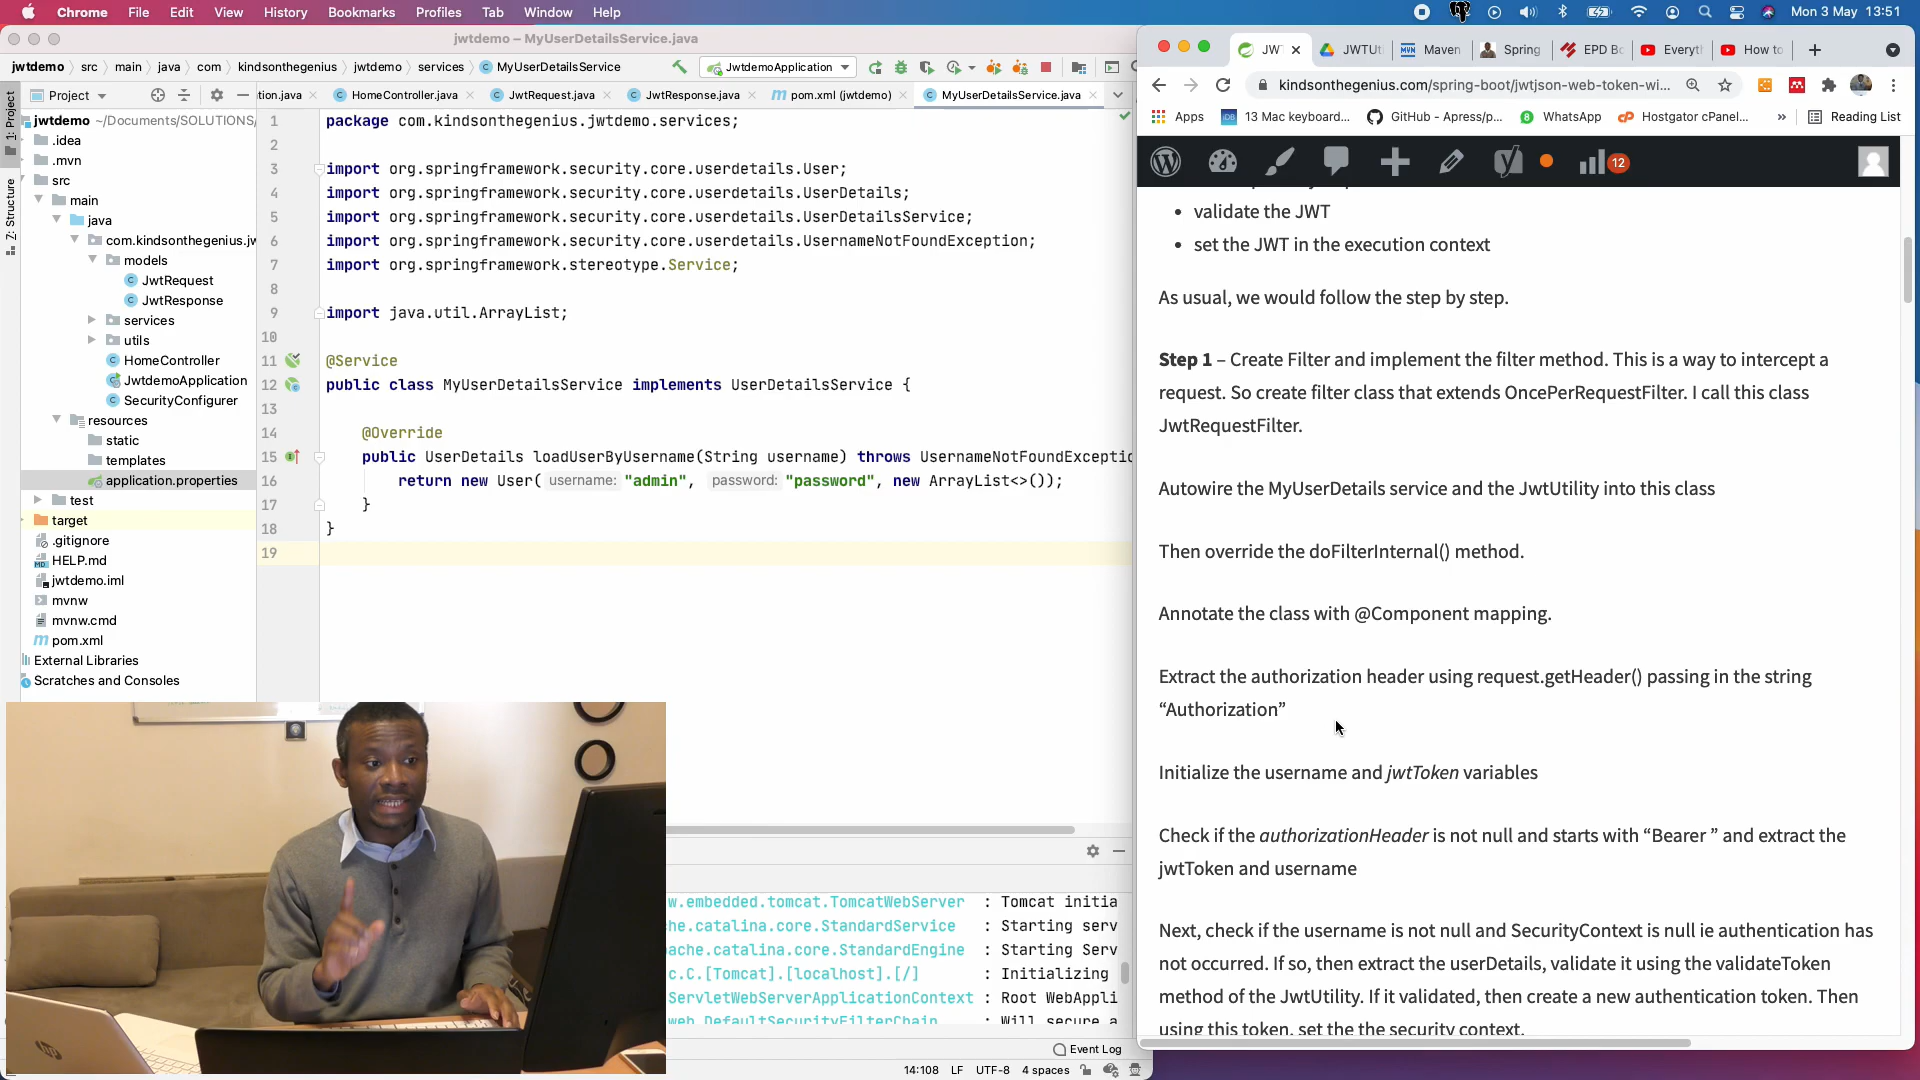 Chrome File Edit View History Bookmarks Profiles Tab Window Help Mon 3 May 13:51
jwtdemo – MyUserDetailsService.java
jwtdemo src main java com kindsonthegenius jwtdemo services MyUserDetailsService JwtdemoApplication
Project
tion.java HomeController.java JwtRequest.java JwtResponse.java pom.xml (jwtdemo) MyUserDetailsService.java
1: Project
Z: Structure
jwtdemo ~/Documents/SOLUTIONS/
.idea
.mvn
src
main
java
com.kindsonthegenius.jw
models
JwtRequest
JwtResponse
services
utils
HomeController
JwtdemoApplication
SecurityConfigurer
resources
static
templates
application.properties
test
target
.gitignore
HELP.md
jwtdemo.iml
mvnw
mvnw.cmd
pom.xml
External Libraries
Scratches and Consoles
1 package com.kindsonthegenius.jwtdemo.services;
2
3 import org.springframework.security.core.userdetails.User;
4 import org.springframework.security.core.userdetails.UserDetails;
5 import org.springframework.security.core.userdetails.UserDetailsService;
6 import org.springframework.security.core.userdetails.UsernameNotFoundException;
7 import org.springframework.stereotype.Service;
8
9 import java.util.ArrayList;
10
11 @Service
12 public class MyUserDetailsService implements UserDetailsService {
13
14 @Override
15 public UserDetails loadUserByUsername(String username) throws UsernameNotFoundExceptio
16 return new User( username: "admin", password: "password", new ArrayList<>());
17 }
18 }
19
w.embedded.tomcat.TomcatWebServer : Tomcat initia
che.catalina.core.StandardService : Starting serv
pache.catalina.core.StandardEngine : Starting Serv
c.C.[Tomcat].[localhost].[/] : Initializing
ServletWebServerApplicationContext : Root WebAppli
web.DefaultSecurityFilterChain : Will secure a
Event Log
14:108 LF UTF-8 4 spaces
JW JWTUt Maven Spring EPD Bo Everyt How to
kindsonthegenius.com/spring-boot/jwtjson-web-token-wi...
Apps 13 Mac keyboard... GitHub - Apress/p... WhatsApp Hostgator cPanel... » Reading List
12
validate the JWT
set the JWT in the execution context
As usual, we would follow the step by step.
Step 1 – Create Filter and implement the filter method. This is a way to intercept a
request. So create filter class that extends OncePerRequestFilter. I call this class
JwtRequestFilter.
Autowire the MyUserDetails service and the JwtUtility into this class
Then override the doFilterInternal() method.
Annotate the class with @Component mapping.
Extract the authorization header using request.getHeader() passing in the string
“Authorization”
Initialize the username and jwtToken variables
Check if the authorizationHeader is not null and starts with “Bearer ” and extract the
jwtToken and username
Next, check if the username is not null and SecurityContext is null ie authentication has
not occurred. If so, then extract the userDetails, validate it using the validateToken
method of the JwtUtility. If it validated, then create a new authentication token. Then
using this token, set the the security context.
hp